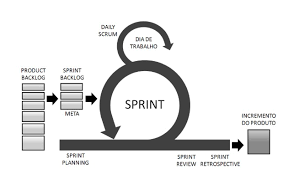 DAILY
SCRUM
DIA DE
TRABALHO
PRODUCT
BACKLOG
SPRINT
BACKLOG
SPRINT
META
INCREMENTO
DO PRODUTO
SPRINT
PLANNING
SPRINT
REVIEW
SPRINT
RETROSPECTIVE